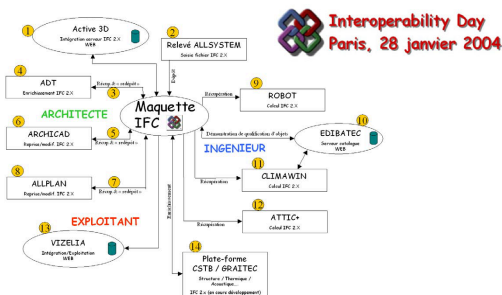 Interoperability Day
Paris, 28 janvier 2004
1
Active 3D
Intégration serveur IFC 2.X
WEB
2
Relevé ALLSYSTEM
Saisie fichier IFC 2.X
Dépôt
4
ADT
Enrichissement IFC 2.X
Récup. & « redépôt »
3
9
Récupération
ROBOT
Calcul IFC 2.X
ARCHITECTE
Maquette
IFC
6
ARCHICAD
Reprise/modif. IFC 2.X
5
Récup. & « redépôt »
Démonstration de qualification d'objets
10
EDIBATEC
Serveur catalogue
WEB
INGENIEUR
8
ALLPLAN
Reprise/modif. IFC 2.X
7
Récup. & « redépôt »
Récupération
11
CLIMAWIN
Calcul IFC 2.X
Enrichissement
12
Récupération
ATTIC+
Calcul IFC 2.X
EXPLOITANT
13
VIZELIA
Intégration/Exploitation
WEB
14
Plate-forme
CSTB / GRAITEC
Structure / Thermique /
Acoustique...
IFC 2.x (en cours développement)